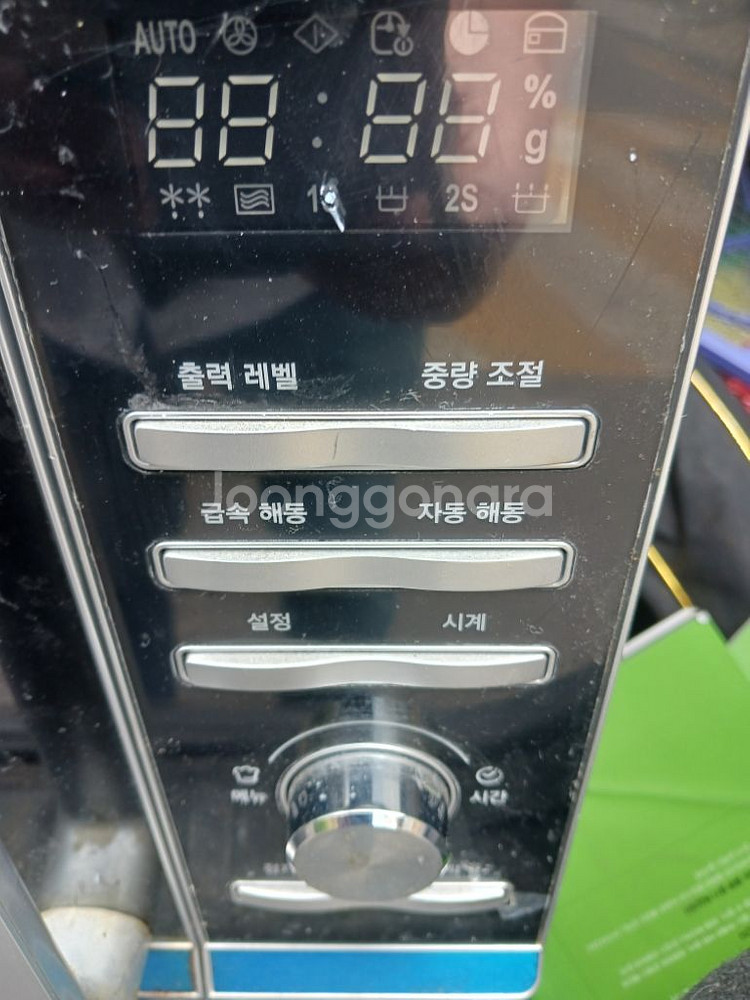 AUTO
88:88 % g
2S
출력 레벨 중량 조절
Joonggonara
급속 해동 자동 해동
설정 시계
메뉴 시간